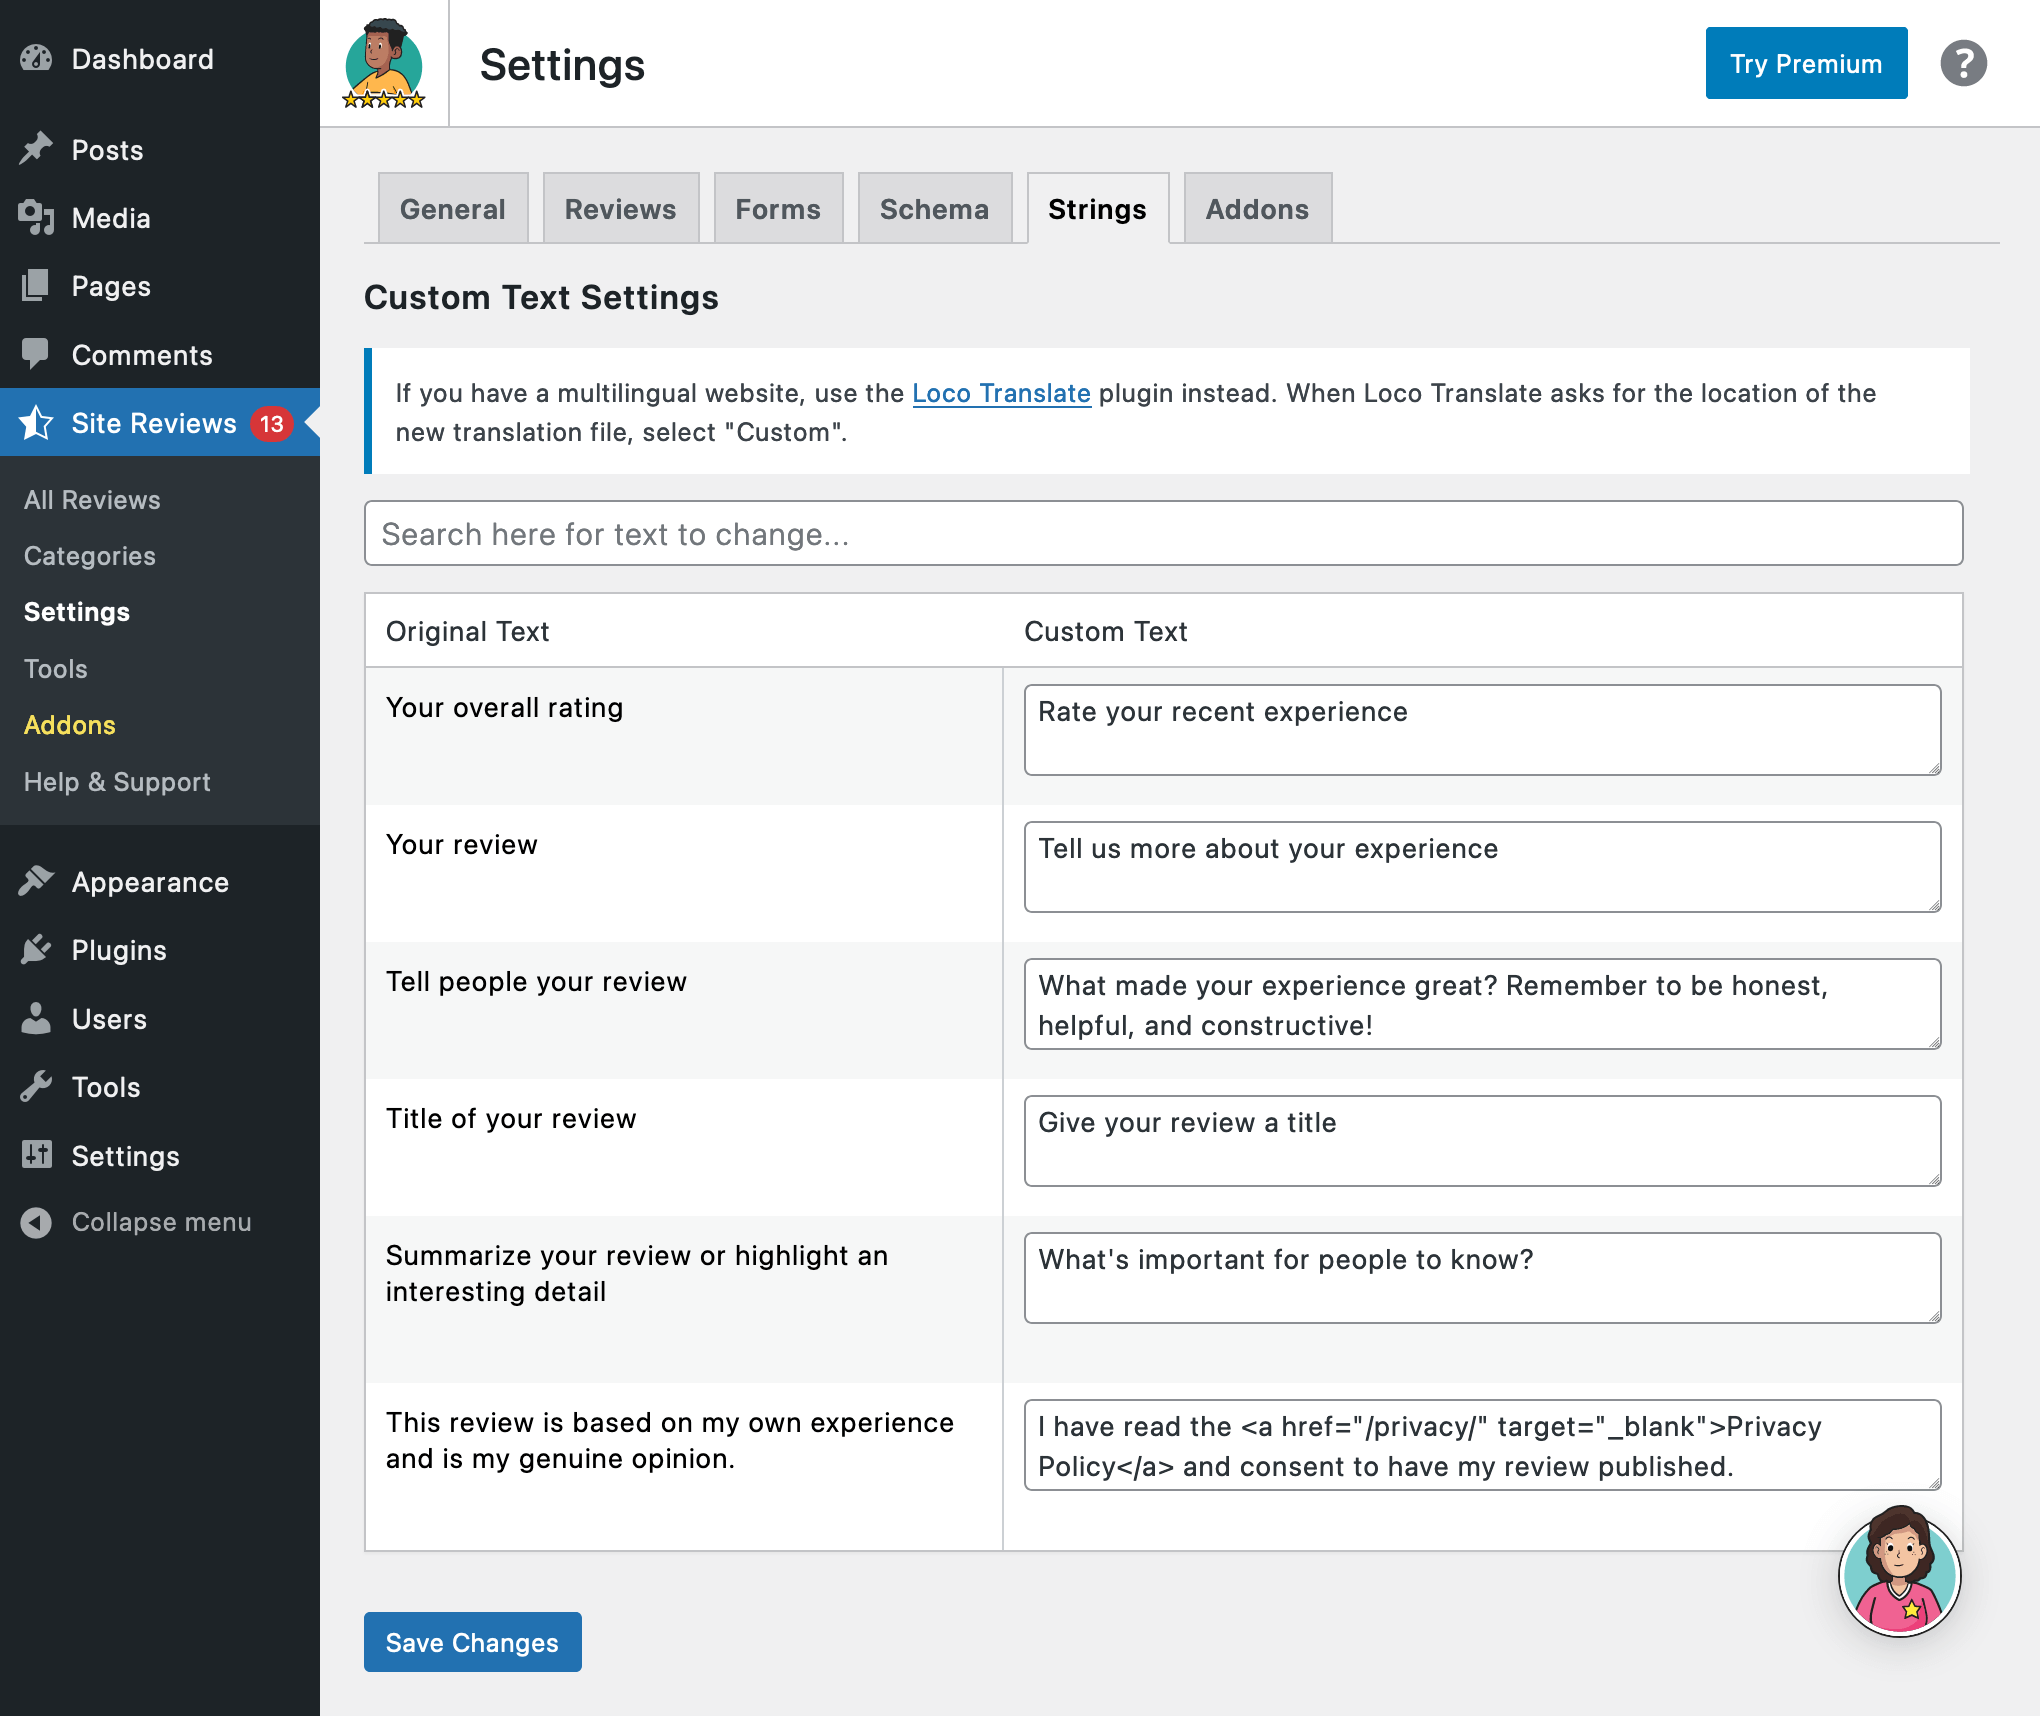 Dashboard
Posts
Media
Pages
Comments
Site Reviews 13
All Reviews
Categories
Settings
Tools
Addons
Help & Support
Appearance
Plugins
Users
Tools
Settings
Collapse menu
Settings
Try Premium
?
General
Reviews
Forms
Schema
Strings
Addons
Custom Text Settings
If you have a multilingual website, use the Loco Translate plugin instead. When Loco Translate asks for the location of the
new translation file, select "Custom".
Search here for text to change...
Original Text
Custom Text
Your overall rating
Rate your recent experience
Your review
Tell us more about your experience
Tell people your review
What made your experience great? Remember to be honest,
helpful, and constructive!
Title of your review
Give your review a title
Summarize your review or highlight an
interesting detail
What's important for people to know?
This review is based on my own experience
and is my genuine opinion.
I have read the <a href="/privacy/" target="_blank">Privacy
Policy</a> and consent to have my review published.
Save Changes